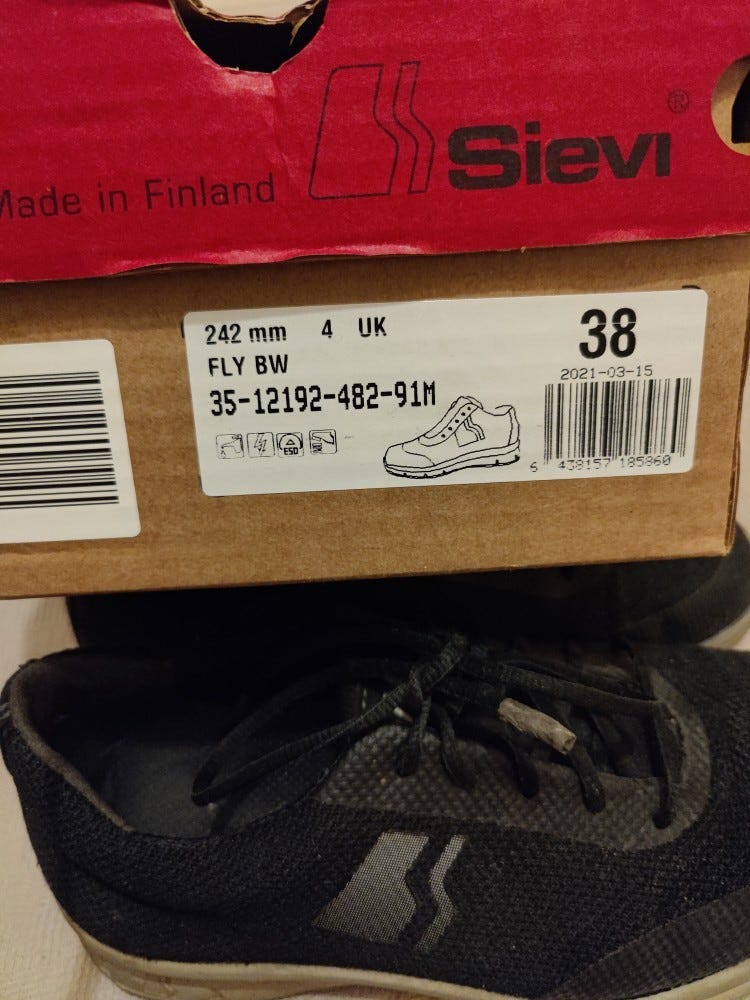 Sievi ®
Made in Finland
242 mm 4 UK
FLY BW
35-12192-482-91M
ESD
38
2021-03-15
6 438157 185860